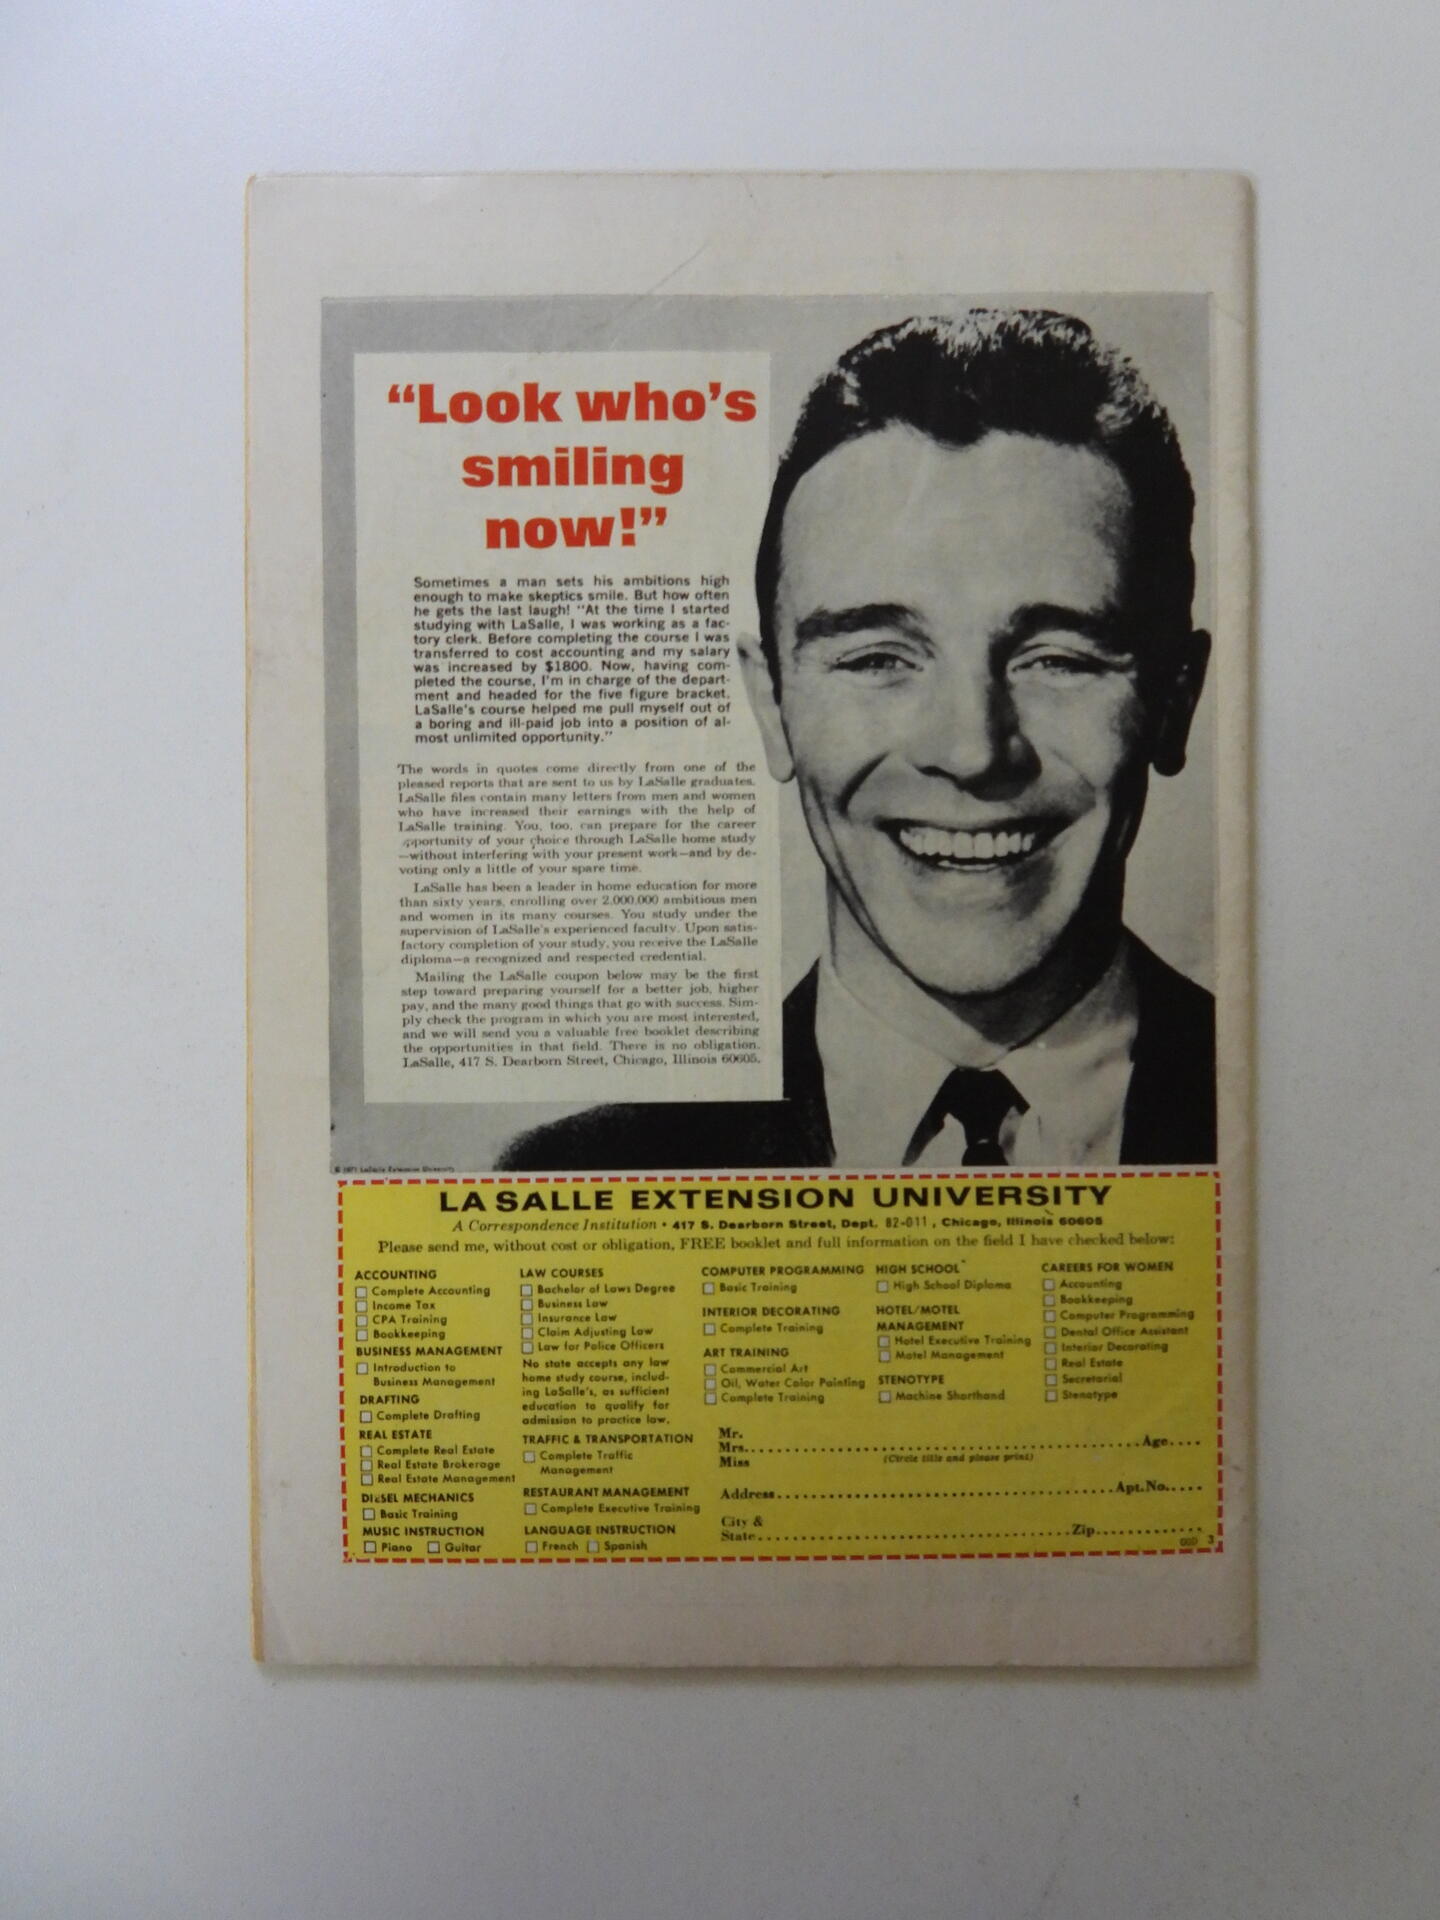 “Look who’s
smiling
now!”
Sometimes a man sets his ambitions high
enough to make skeptics smile. But how often
he gets the last laugh! “At the time I started
studying with LaSalle, I was working as a fac-
tory clerk. Before completing the course I was
transferred to cost accounting and my salary
was increased by $1800. Now, having com-
pleted the course, I’m in charge of the depart-
ment and headed for the five figure bracket.
LaSalle’s course helped me pull myself out of
a boring and ill-paid job into a position of al-
most unlimited opportunity.”
The words in quotes come directly from one of the
pleased reports that are sent to us by LaSalle graduates.
LaSalle files contain many letters from men and women
who have increased their earnings with the help of
LaSalle training. You, too, can prepare for the career
opportunity of your choice through LaSalle home study
—without interfering with your present work—and by de-
voting only a little of your spare time.
LaSalle has been a leader in home education for more
than sixty years, enrolling over 2,000,000 ambitious men
and women in its many courses. You study under the
supervision of LaSalle’s experienced faculty. Upon satis-
factory completion of your study, you receive the LaSalle
diploma—a recognized and respected credential.
Mailing the LaSalle coupon below may be the first
step toward preparing yourself for a better job, higher
pay, and the many good things that go with success. Sim-
ply check the program in which you are most interested,
and we will send you a valuable free booklet describing
the opportunities in that field. There is no obligation.
LaSalle, 417 S. Dearborn Street, Chicago, Illinois 60605.
© 1971 LaSalle Extension University
LA SALLE EXTENSION UNIVERSITY
A Correspondence Institution • 417 S. Dearborn Street, Dept. 82-011, Chicago, Illinois 60605
Please send me, without cost or obligation, FREE booklet and full information on the field I have checked below:
ACCOUNTING
Complete Accounting
Income Tax
CPA Training
Bookkeeping
BUSINESS MANAGEMENT
Introduction to
Business Management
DRAFTING
Complete Drafting
REAL ESTATE
Complete Real Estate
Real Estate Brokerage
Real Estate Management
DIESEL MECHANICS
Basic Training
MUSIC INSTRUCTION
Piano Guitar
LAW COURSES
Bachelor of Laws Degree
Business Law
Insurance Law
Claim Adjusting Law
Law for Police Officers
No state accepts any law
home study course, includ-
ing LaSalle’s, as sufficient
education to qualify for
admission to practice law.
TRAFFIC & TRANSPORTATION
Complete Traffic
Management
RESTAURANT MANAGEMENT
Complete Executive Training
LANGUAGE INSTRUCTION
French Spanish
COMPUTER PROGRAMMING
Basic Training
INTERIOR DECORATING
Complete Training
ART TRAINING
Commercial Art
Oil, Water Color Painting
Complete Training
HIGH SCHOOL
High School Diploma
HOTEL/MOTEL
MANAGEMENT
Hotel Executive Training
Motel Management
STENOTYPE
Machine Shorthand
CAREERS FOR WOMEN
Accounting
Bookkeeping
Computer Programming
Dental Office Assistant
Interior Decorating
Real Estate
Secretarial
Stenotype
Mr.
Mrs. Age
Miss (Circle title and please print)
Address Apt.No.
City &
State Zip
3